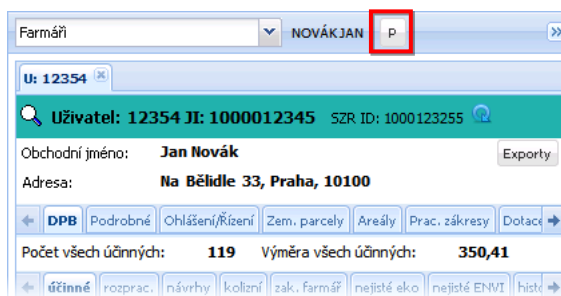 Farmáři NOVÁK JAN P
U: 12354
Uživatel: 12354 JI: 1000012345 SZR ID: 1000123255
Obchodní jméno: Jan Novák Exporty
Adresa: Na Bělidle 33, Praha, 10100
DPB Podrobné Ohlášení/Řízení Zem. parcely Areály Prac. zákresy Dotace
Počet všech účinných: 119 Výměra všech účinných: 350,41
účinné rozprac. návrhy kolizní zak. farmář nejisté eko nejisté ENVI